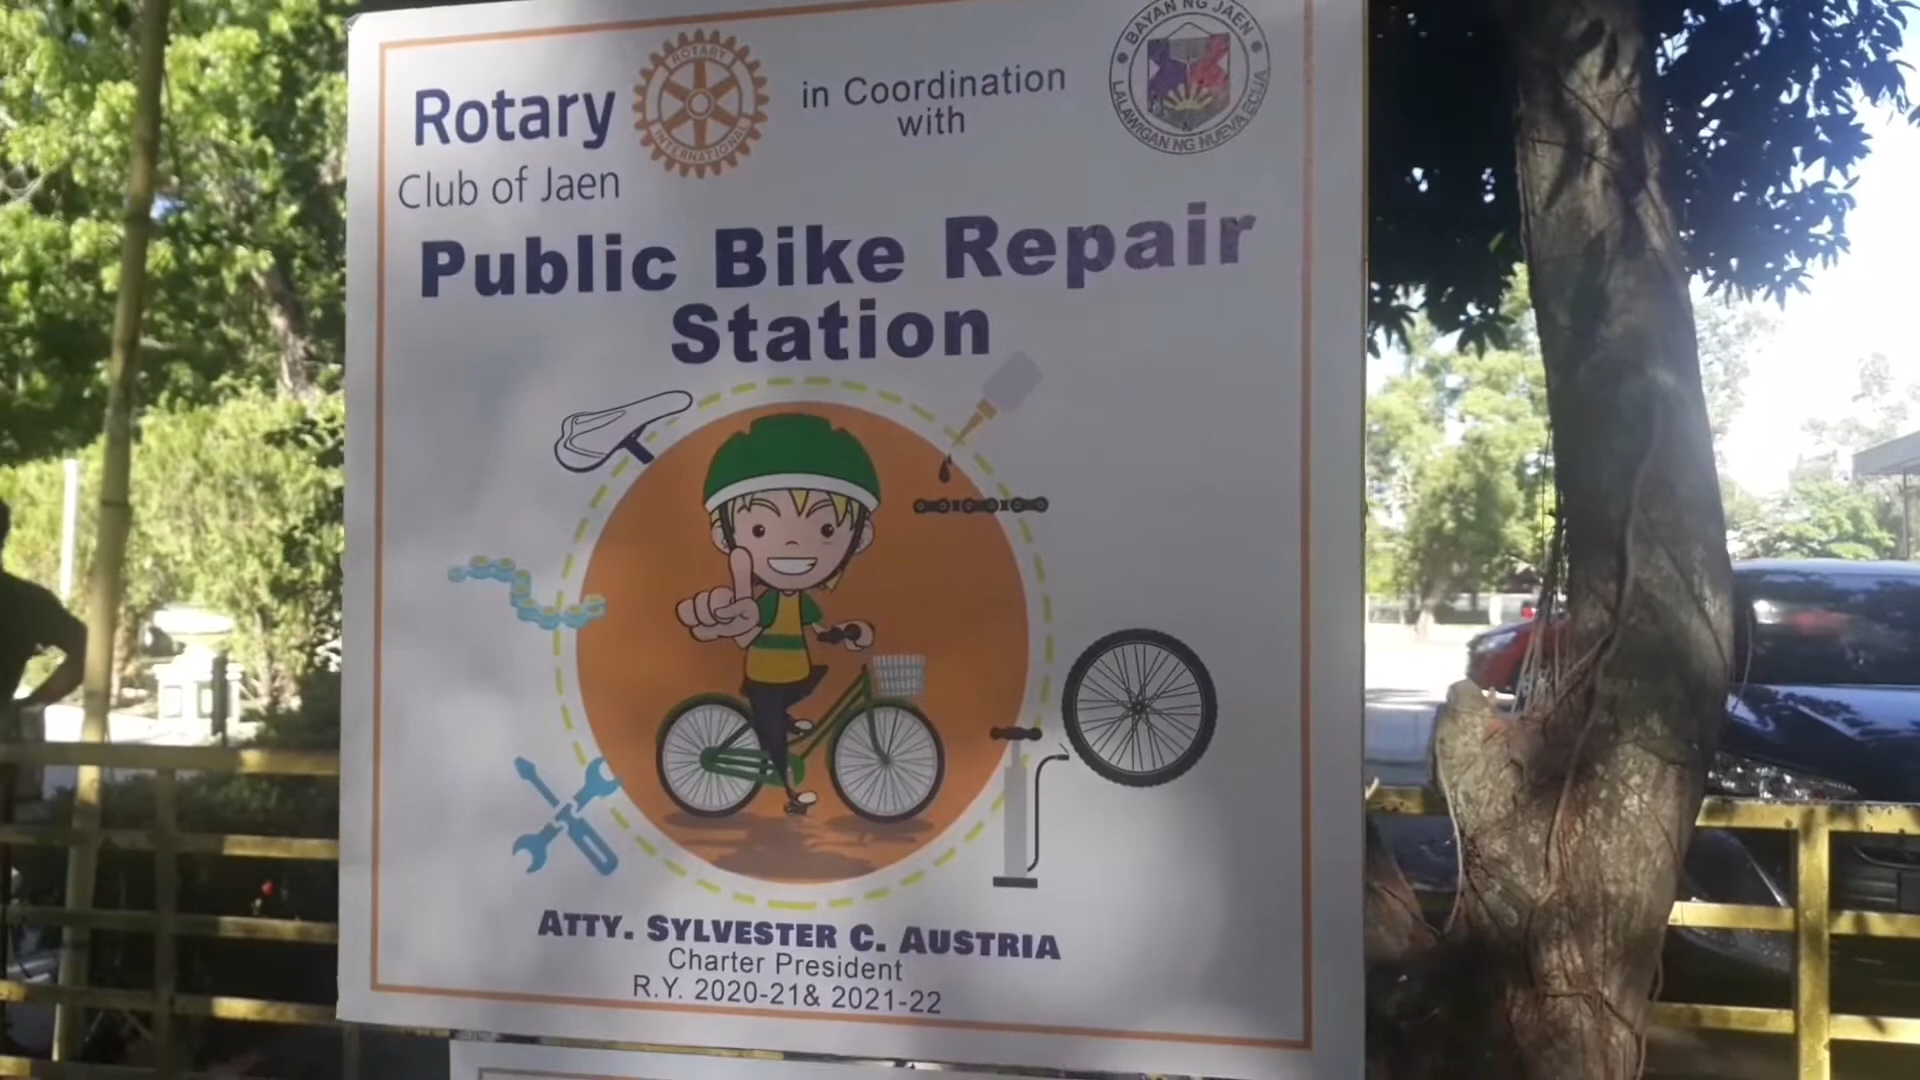 Rotary
Club of Jaen
ROTARY
INTERNATIONAL
in Coordination
with
BAYAN NG JAEN
LALAWIGAN NG NUEVA ECIJA
Public Bike Repair
Station
ATTY. SYLVESTER C. AUSTRIA
Charter President
R.Y. 2020-21& 2021-22